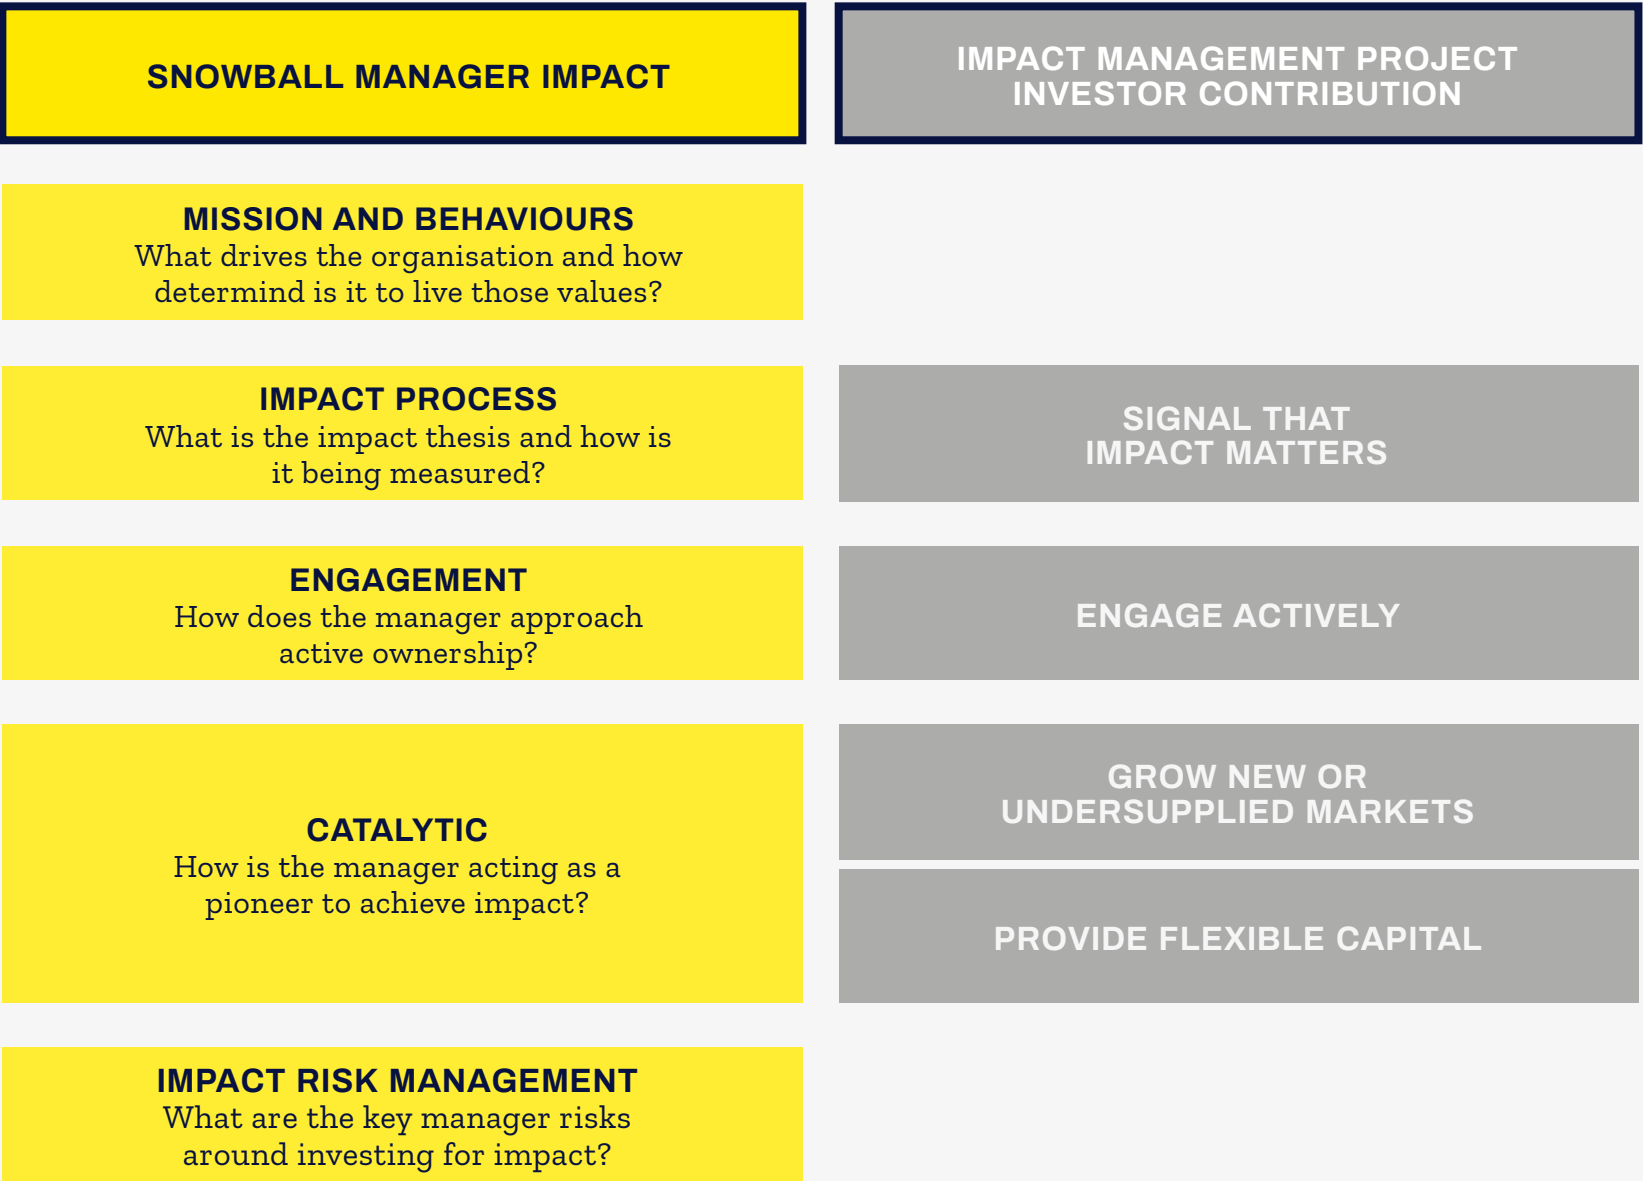 SNOWBALL MANAGER IMPACT
IMPACT MANAGEMENT PROJECT
INVESTOR CONTRIBUTION
MISSION AND BEHAVIOURS
What drives the organisation and how
determind is it to live those values?
IMPACT PROCESS
What is the impact thesis and how is
it being measured?
SIGNAL THAT
IMPACT MATTERS
ENGAGEMENT
How does the manager approach
active ownership?
ENGAGE ACTIVELY
CATALYTIC
How is the manager acting as a
pioneer to achieve impact?
GROW NEW OR
UNDERSUPPLIED MARKETS
PROVIDE FLEXIBLE CAPITAL
IMPACT RISK MANAGEMENT
What are the key manager risks
around investing for impact?